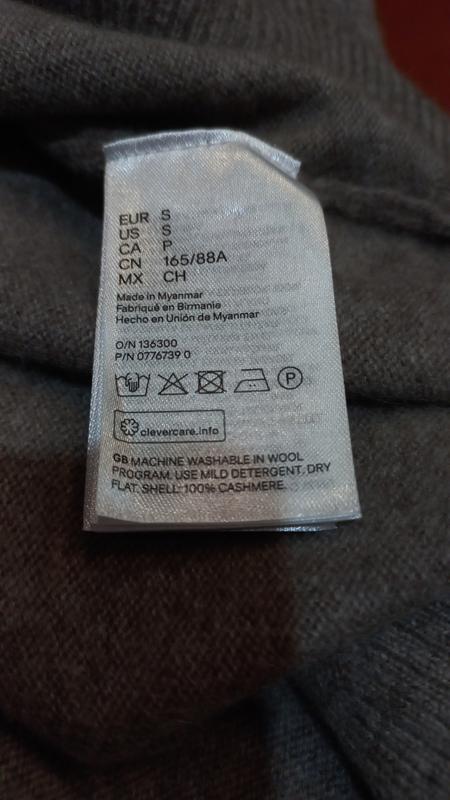 EUR S
US S
CA P
CN 165/88A
MX CH
Made in Myanmar
Fabriqué en Birmanie
Hecho en Unión de Myanmar
O/N 136300
P/N 0776739 0
P
clevercare.info
GB MACHINE WASHABLE IN WOOL
PROGRAM. USE MILD DETERGENT. DRY
FLAT. SHELL: 100% CASHMERE.